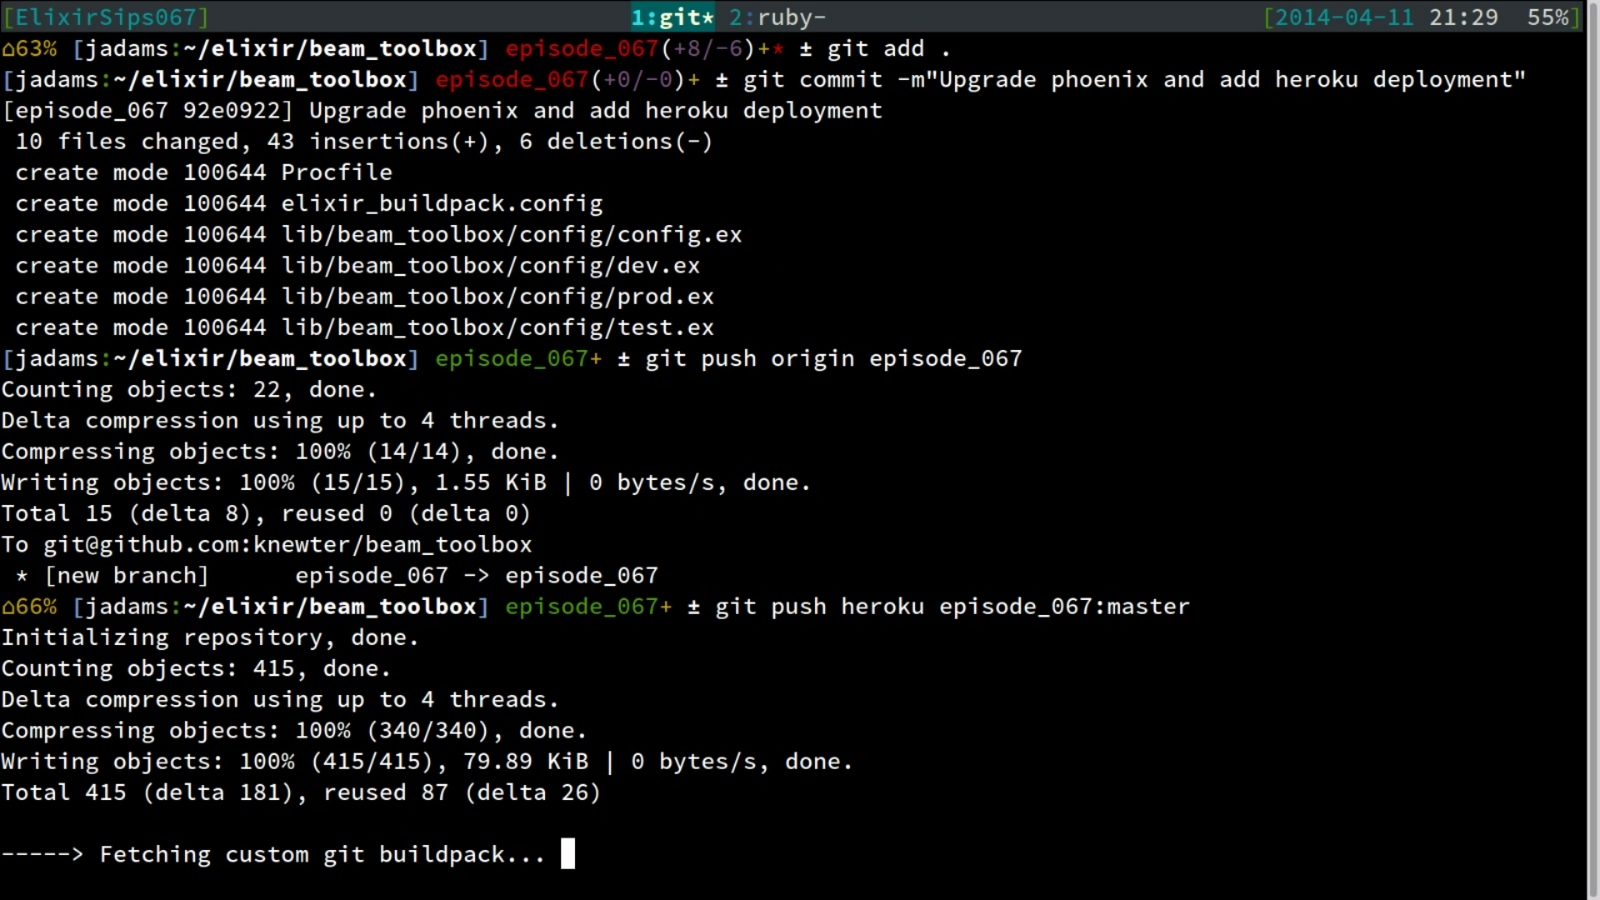 [ElixirSips067] 1:git* 2:ruby- [2014-04-11 21:29 55%]
⌂63% [jadams:~/elixir/beam_toolbox] episode_067(+8/-6)+* ± git add .
[jadams:~/elixir/beam_toolbox] episode_067(+0/-0)+ ± git commit -m"Upgrade phoenix and add heroku deployment"
[episode_067 92e0922] Upgrade phoenix and add heroku deployment
10 files changed, 43 insertions(+), 6 deletions(-)
create mode 100644 Procfile
create mode 100644 elixir_buildpack.config
create mode 100644 lib/beam_toolbox/config/config.ex
create mode 100644 lib/beam_toolbox/config/dev.ex
create mode 100644 lib/beam_toolbox/config/prod.ex
create mode 100644 lib/beam_toolbox/config/test.ex
[jadams:~/elixir/beam_toolbox] episode_067+ ± git push origin episode_067
Counting objects: 22, done.
Delta compression using up to 4 threads.
Compressing objects: 100% (14/14), done.
Writing objects: 100% (15/15), 1.55 KiB | 0 bytes/s, done.
Total 15 (delta 8), reused 0 (delta 0)
To git@github.com:knewter/beam_toolbox
* [new branch]      episode_067 -> episode_067
⌂66% [jadams:~/elixir/beam_toolbox] episode_067+ ± git push heroku episode_067:master
Initializing repository, done.
Counting objects: 415, done.
Delta compression using up to 4 threads.
Compressing objects: 100% (340/340), done.
Writing objects: 100% (415/415), 79.89 KiB | 0 bytes/s, done.
Total 415 (delta 181), reused 87 (delta 26)
-----> Fetching custom git buildpack...